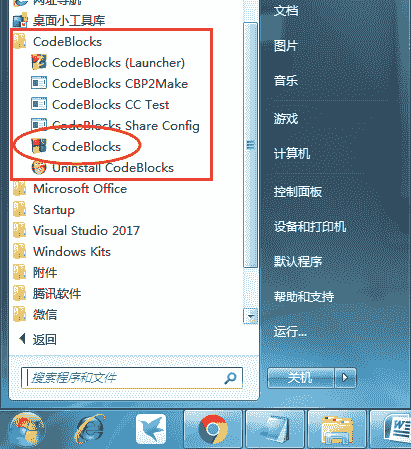 网址导航
桌面小工具库
CodeBlocks
CodeBlocks (Launcher)
CodeBlocks CBP2Make
CodeBlocks CC Test
CodeBlocks Share Config
CodeBlocks
Uninstall CodeBlocks
Microsoft Office
Startup
Visual Studio 2017
Windows Kits
附件
腾讯软件
微信
返回
搜索程序和文件
文档
图片
音乐
游戏
计算机
控制面板
设备和打印机
默认程序
帮助和支持
运行...
关机